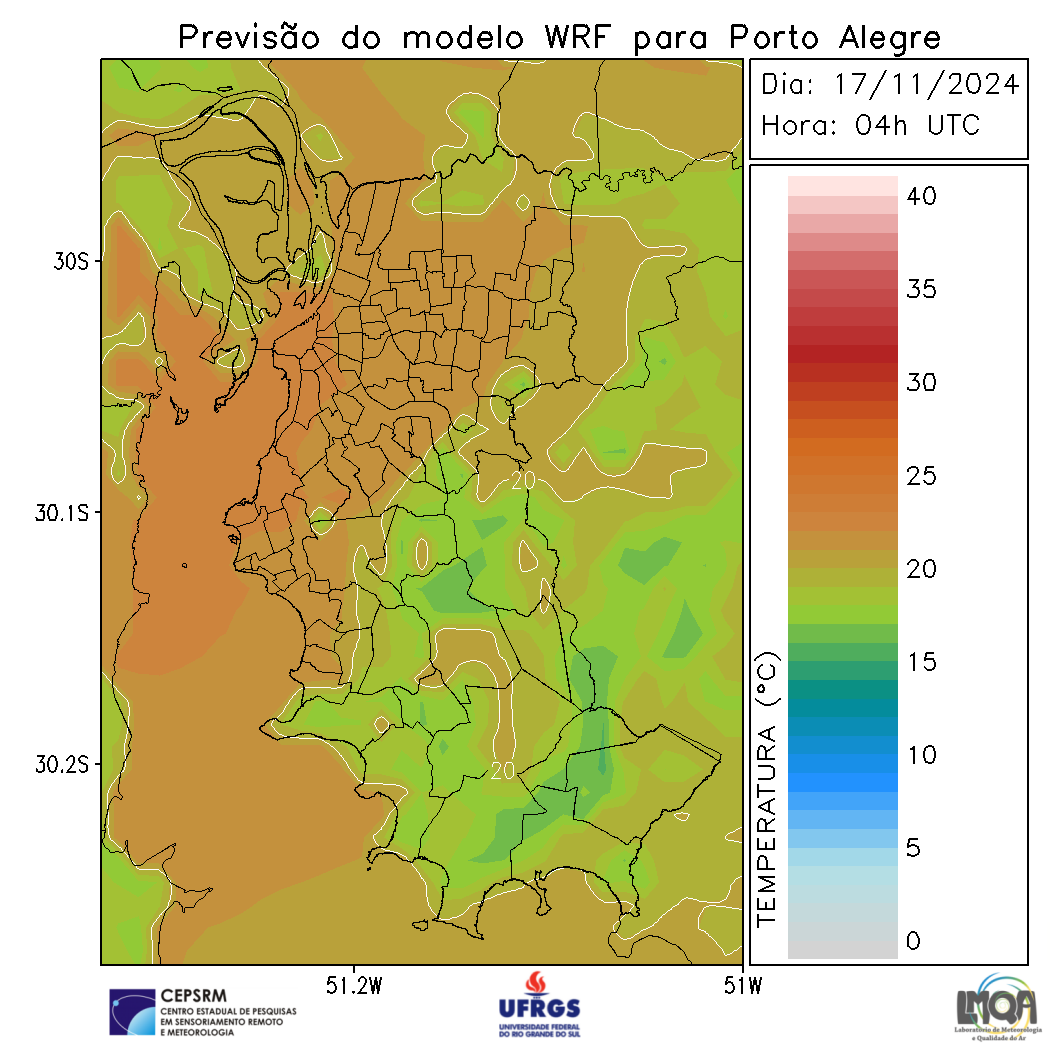 Previsão do modelo WRF para Porto Alegre
Dia: 17/11/2024
Hora: 04h UTC
40
35
30
25
20
15
10
5
0
TEMPERATURA (°C)
30S
30.1S
30.2S
20
20
51.2W
51W
CEPSRM
CENTRO ESTADUAL DE PESQUISAS
EM SENSORIAMENTO REMOTO
E METEOROLOGIA
UFRGS
UNIVERSIDADE FEDERAL
DO RIO GRANDE DO SUL
LMQA
Laboratório de Meteorologia
e Qualidade do Ar